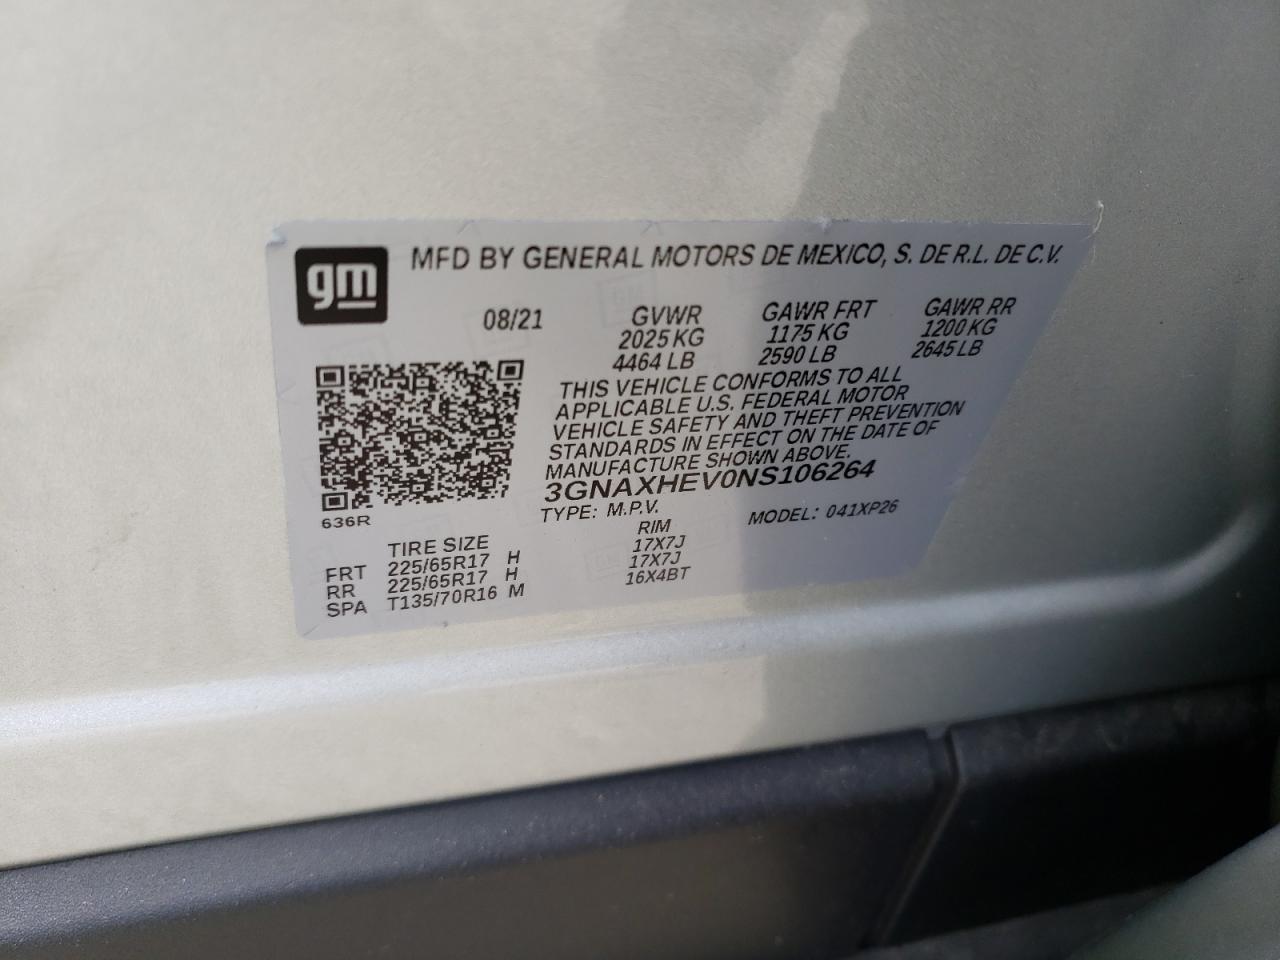 gm
MFD BY GENERAL MOTORS DE MEXICO, S. DE R.L. DE C.V.
08/21 GVWR GAWR FRT GAWR RR
2025 KG 1175 KG 1200 KG
4464 LB 2590 LB 2645 LB
THIS VEHICLE CONFORMS TO ALL
APPLICABLE U.S. FEDERAL MOTOR
VEHICLE SAFETY AND THEFT PREVENTION
STANDARDS IN EFFECT ON THE DATE OF
MANUFACTURE SHOWN ABOVE.
3GNAXHEV0NS106264
TYPE: M.P.V. MODEL: 041XP26
636R
TIRE SIZE RIM
FRT 225/65R17 H 17X7J
RR 225/65R17 H 17X7J
SPA T135/70R16 M 16X4BT